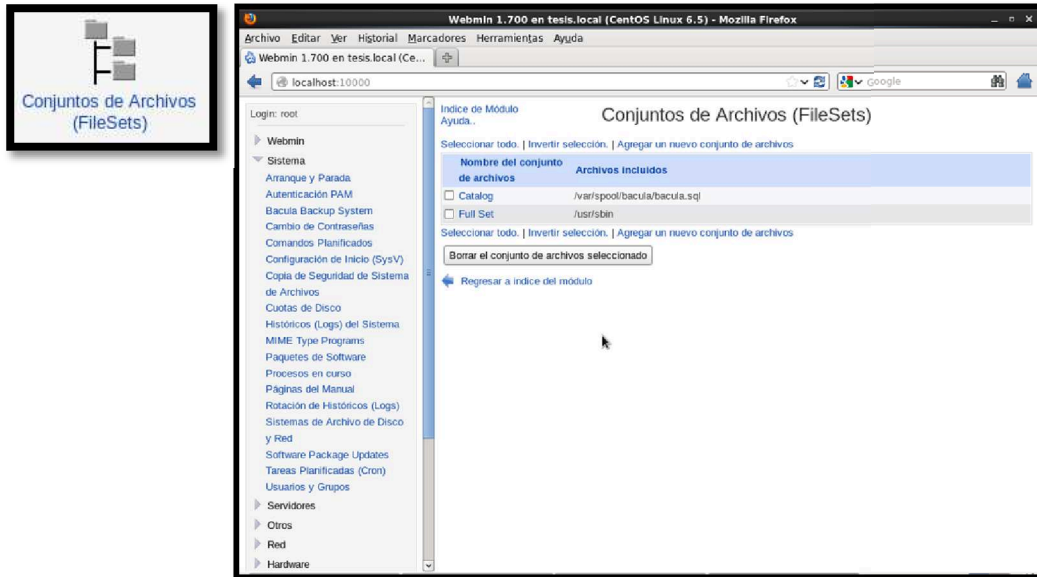 Conjuntos de Archivos
(FileSets)
Webmin 1.700 en tesis.local (CentOS Linux 6.5) - Mozilla Firefox
Archivo Editar Ver Historial Marcadores Herramientas Ayuda
Webmin 1.700 en tesis.local (Ce...
localhost:10000
Google
Login: root
Webmin
Sistema
Arranque y Parada
Autenticación PAM
Bacula Backup System
Cambio de Contraseñas
Comandos Planificados
Configuración de Inicio (SysV)
Copia de Seguridad de Sistema
de Archivos
Cuotas de Disco
Históricos (Logs) del Sistema
MIME Type Programs
Paquetes de Software
Procesos en curso
Páginas del Manual
Rotación de Históricos (Logs)
Sistemas de Archivo de Disco
y Red
Software Package Updates
Tareas Planificadas (Cron)
Usuarios y Grupos
Servidores
Otros
Red
Hardware
Indice de Módulo
Ayuda..
Conjuntos de Archivos (FileSets)
Seleccionar todo. | Invertir selección. | Agregar un nuevo conjunto de archivos
Nombre del conjunto
de archivos
Archivos incluidos
Catalog /var/spool/bacula/bacula.sql
Full Set /usr/sbin
Seleccionar todo. | Invertir selección. | Agregar un nuevo conjunto de archivos
Borrar el conjunto de archivos seleccionado
Regresar a indice del módulo